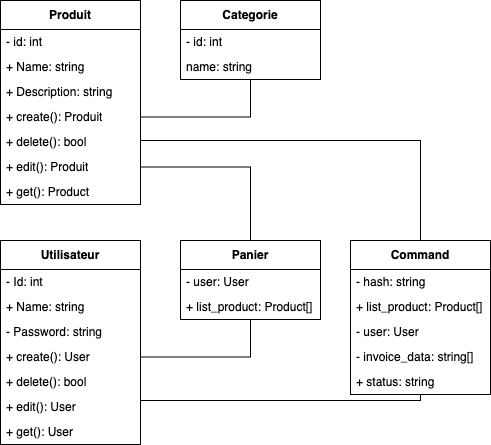 Produit
- id: int
+ Name: string
+ Description: string
+ create(): Produit
+ delete(): bool
+ edit(): Produit
+ get(): Product
Categorie
- id: int
name: string
Utilisateur
- Id: int
+ Name: string
- Password: string
+ create(): User
+ delete(): bool
+ edit(): User
+ get(): User
Panier
- user: User
+ list_product: Product[]
Command
- hash: string
+ list_product: Product[]
- user: User
- invoice_data: string[]
+ status: string